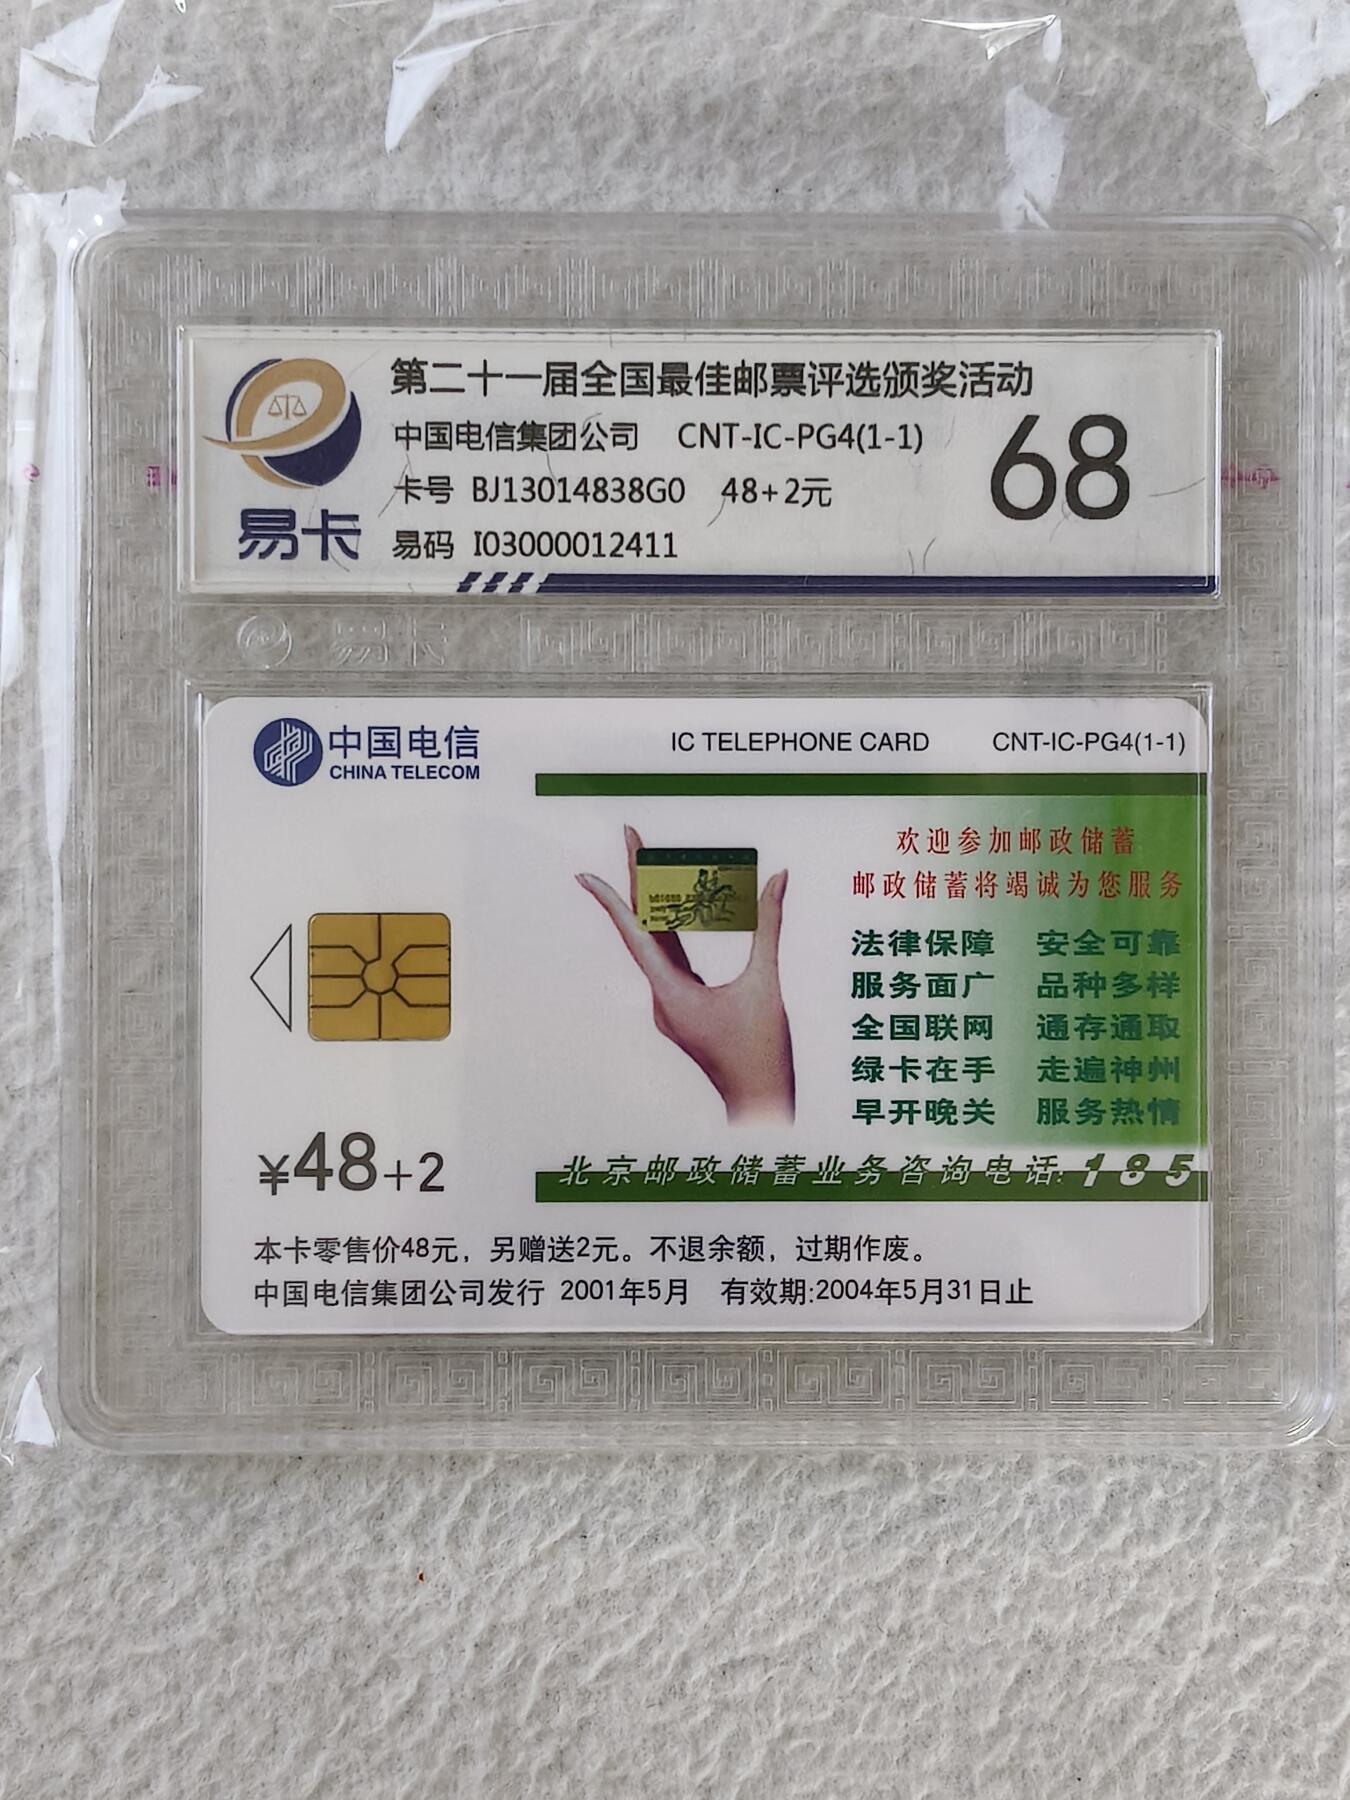 第二十一届全国最佳邮票评选颁奖活动
中国电信集团公司 CNT-IC-PG4(1-1)
68
卡号 BJ13014838G0 48+2元
易卡
易码 I03000012411
易卡
中国电信
CHINA TELECOM
IC TELEPHONE CARD CNT-IC-PG4(1-1)
欢迎参加邮政储蓄
邮政储蓄将竭诚为您服务
法律保障 安全可靠
服务面广 品种多样
全国联网 通存通取
绿卡在手 走遍神州
早开晚关 服务热情
¥48+2
北京邮政储蓄业务咨询电话:185
本卡零售价48元，另赠送2元。不退余额，过期作废。
中国电信集团公司发行 2001年5月 有效期:2004年5月31日止